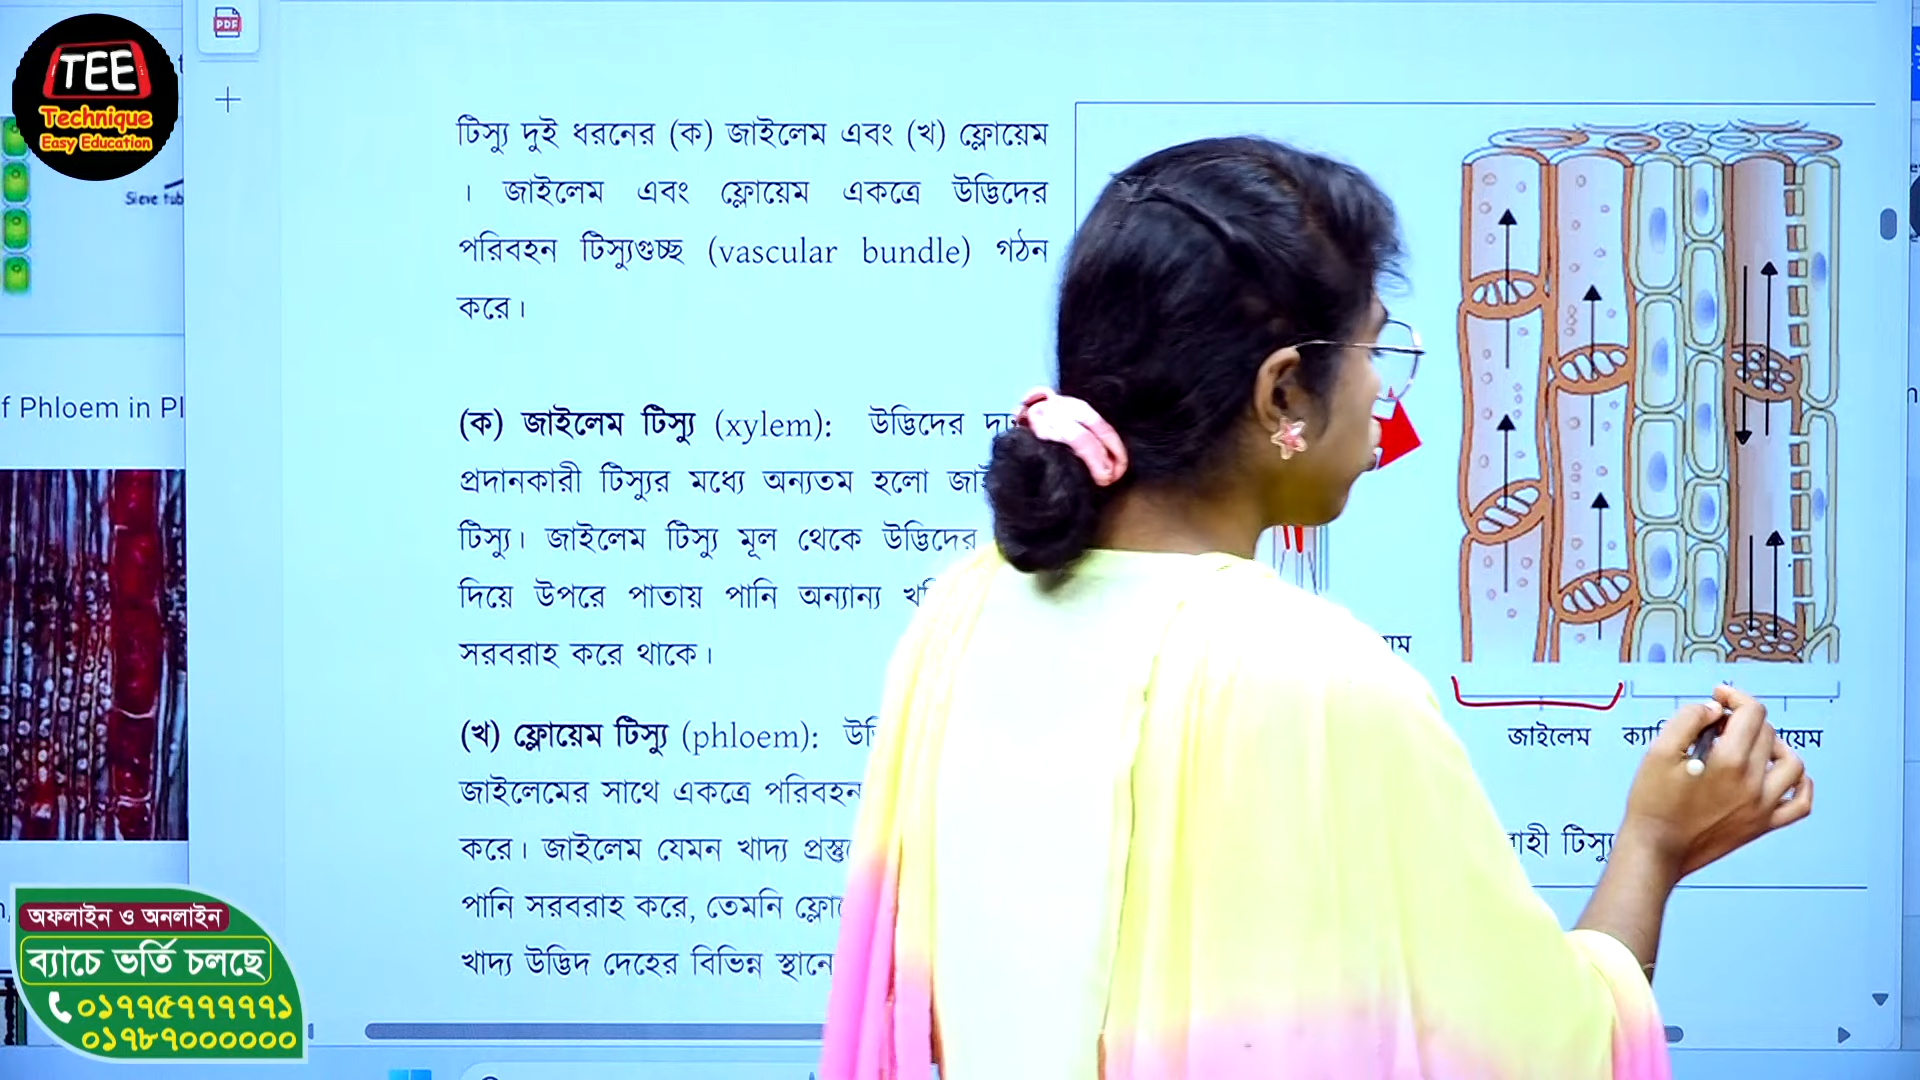 TEE
Technique
Easy Education
PDF
Sieve tub
f Phloem in Pl
টিস্যু দুই ধরনের (ক) জাইলেম এবং (খ) ফ্লোয়েম
। জাইলেম এবং ফ্লোয়েম একত্রে উদ্ভিদের
পরিবহন টিস্যুগুচ্ছ (vascular bundle) গঠন
করে।
(ক) জাইলেম টিস্যু (xylem): উদ্ভিদের
প্রদানকারী টিস্যুর মধ্যে অন্যতম হলো
টিস্যু। জাইলেম টিস্যু মূল থেকে উদ্ভিদের
দিয়ে উপরে পাতায় পানি অন্যান্য
সরবরাহ করে থাকে।
(খ) ফ্লোয়েম টিস্যু (phloem):
জাইলেমের সাথে একত্রে পরিবহন
করে। জাইলেম যেমন খাদ্য
পানি সরবরাহ করে, তেমনি
খাদ্য উদ্ভিদ দেহের বিভিন্ন স্থানে
জাইলেম
টিস্যু
অফলাইন ও অনলাইন
ব্যাচে ভর্তি চলছে
০১৭৭৫৭৭৭৭৭১
০১৭৮৭০০০০০০